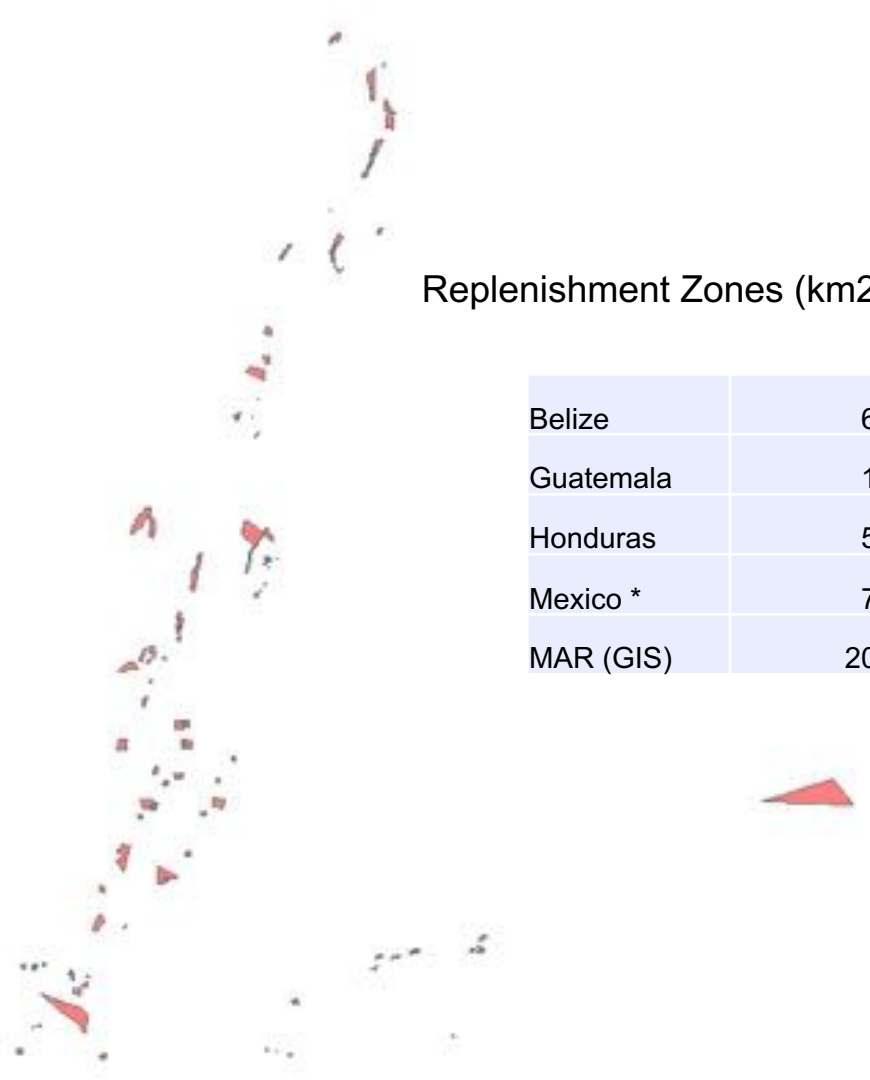 Replenishment Zones (km2
Belize 6
Guatemala 1
Honduras 5
Mexico * 7
MAR (GIS) 20